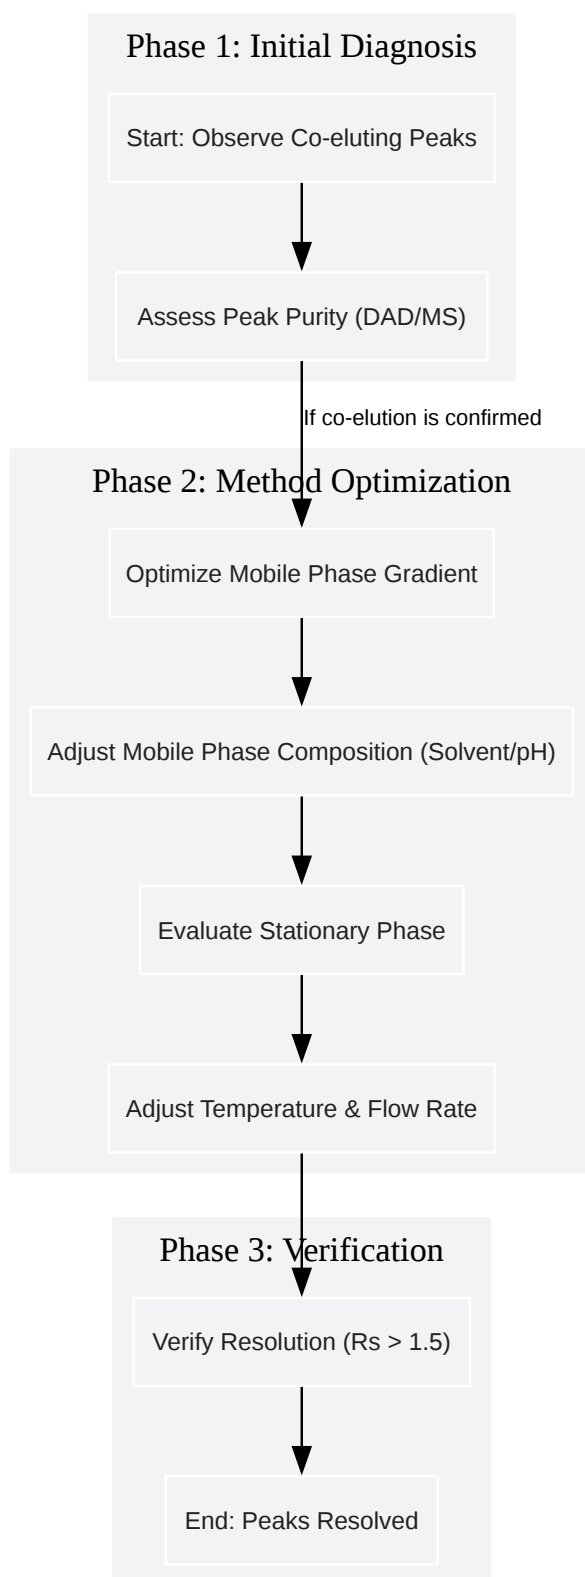 Phase 1: Initial Diagnosis
Start: Observe Co-eluting Peaks
Assess Peak Purity (DAD/MS)
If co-elution is confirmed
Phase 2: Method Optimization
Optimize Mobile Phase Gradient
Adjust Mobile Phase Composition (Solvent/pH)
Evaluate Stationary Phase
Adjust Temperature & Flow Rate
Phase 3: Verification
Verify Resolution (Rs > 1.5)
End: Peaks Resolved